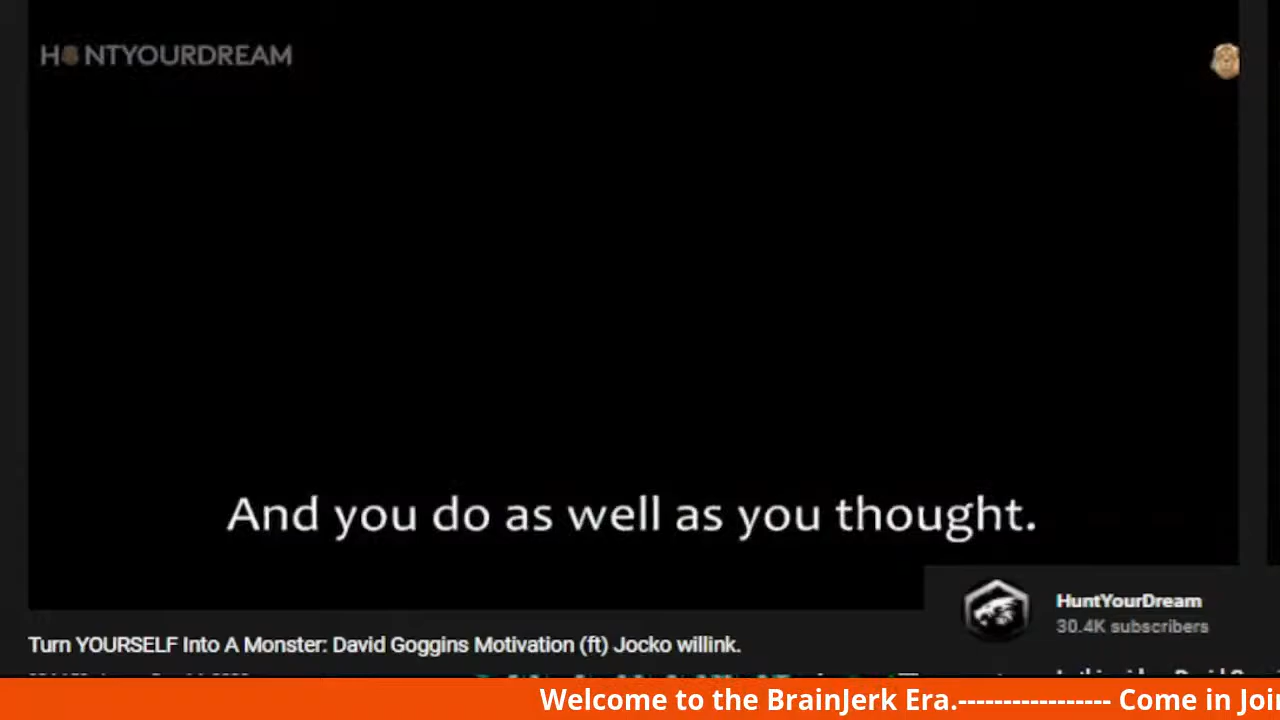 H NTYOURDREAM
And you do as well as you thought.
HuntYourDream
30.4K subscribers
Turn YOURSELF Into A Monster: David Goggins Motivation (ft) Jocko willink.
Welcome to the BrainJerk Era.----------------- Come in Joi